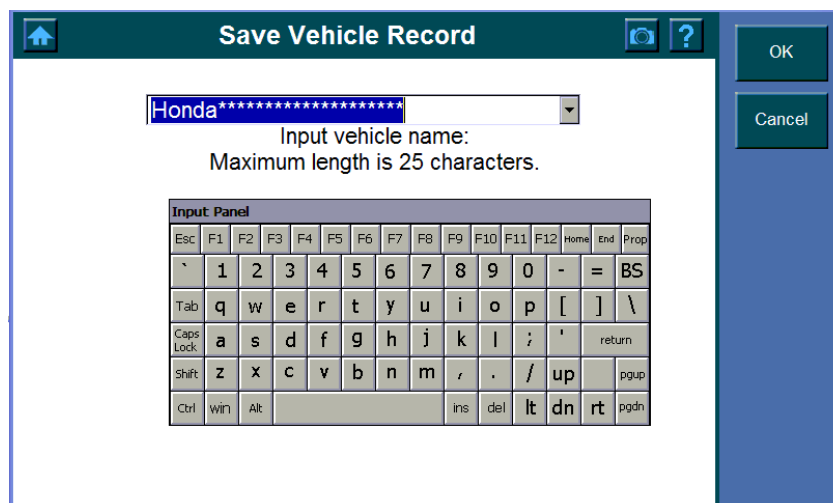 Save Vehicle Record
?
OK
Cancel
Honda********************
Input vehicle name:
Maximum length is 25 characters.
Input Panel
Esc F1 F2 F3 F4 F5 F6 F7 F8 F9 F10 F11 F12 Home End Prop
` 1 2 3 4 5 6 7 8 9 0 - = BS
Tab q w e r t y u i o p [ ] \
Caps Lock a s d f g h j k l ; ' return
Shift z x c v b n m , . / up pgup
Ctrl win Alt ins del lt dn rt pgdn